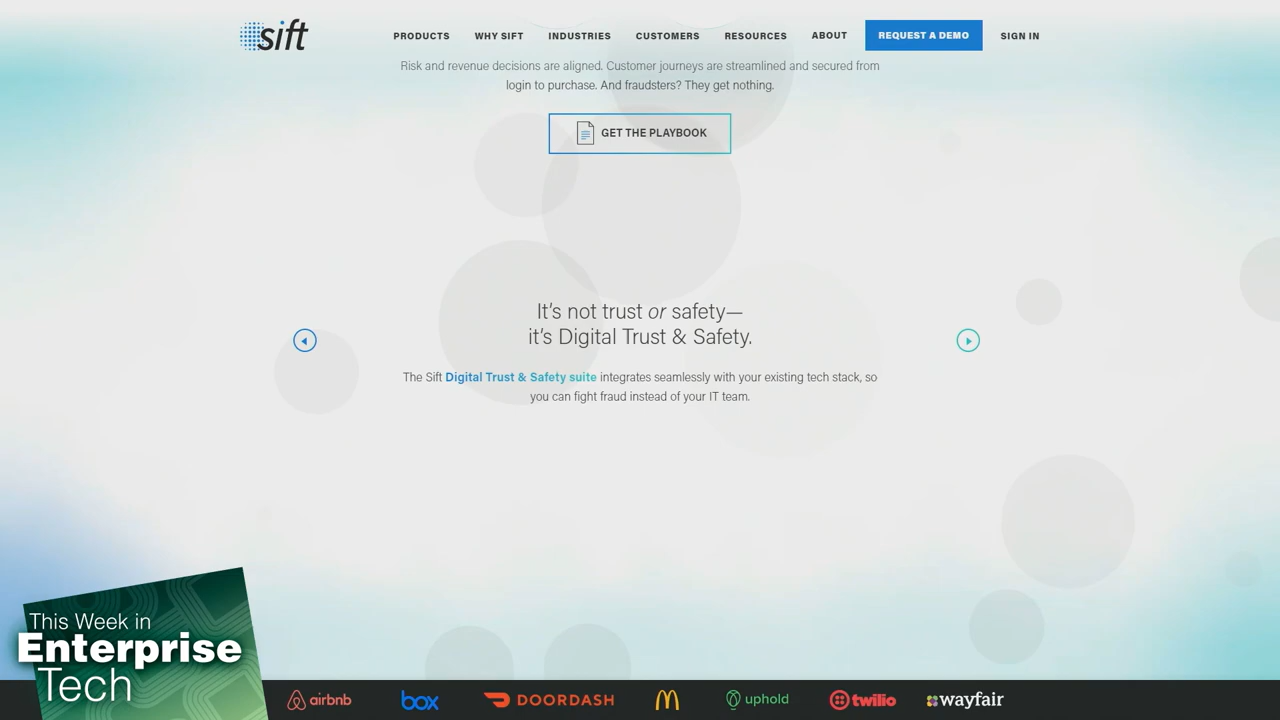 sift
PRODUCTS WHY SIFT INDUSTRIES CUSTOMERS RESOURCES ABOUT REQUEST A DEMO SIGN IN
Risk and revenue decisions are aligned. Customer journeys are streamlined and secured from
login to purchase. And fraudsters? They get nothing.
GET THE PLAYBOOK
It's not trust or safety—
it's Digital Trust & Safety.
The Sift Digital Trust & Safety suite integrates seamlessly with your existing tech stack, so
you can fight fraud instead of your IT team.
This Week in
Enterprise
Tech
airbnb box DOORDASH uphold twilio wayfair